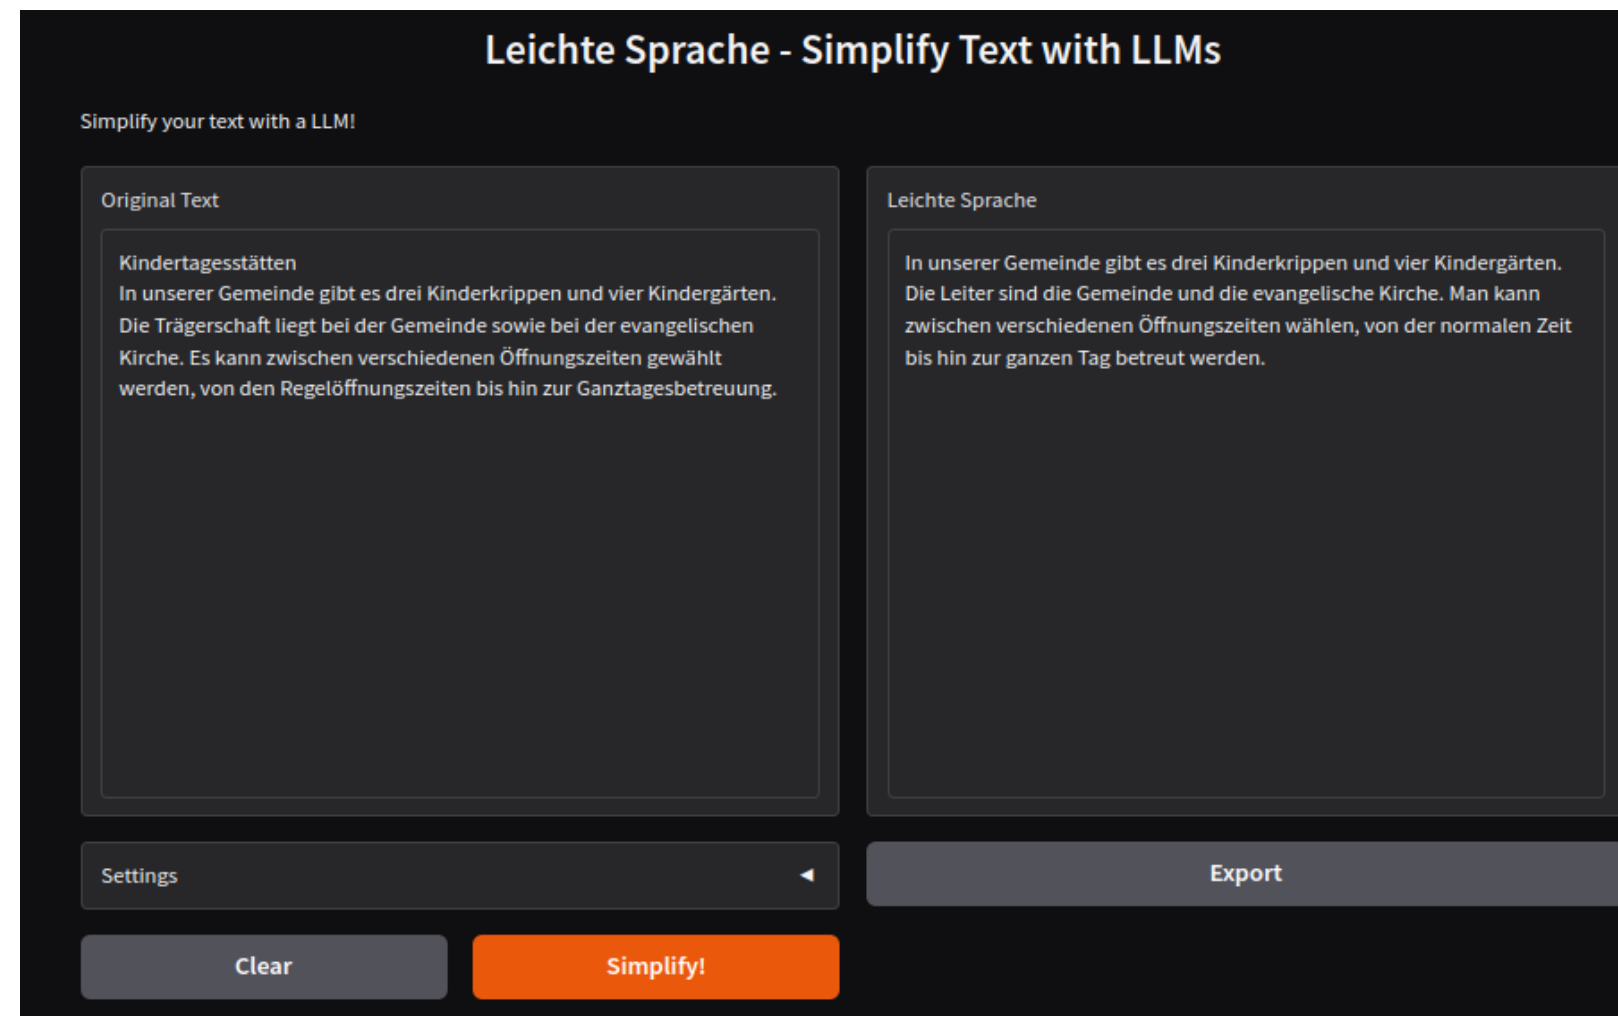 Leichte Sprache - Simplify Text with LLMs
Simplify your text with a LLM!
Original Text
Kindertagesstätten
In unserer Gemeinde gibt es drei Kinderkrippen und vier Kindergärten.
Die Trägerschaft liegt bei der Gemeinde sowie bei der evangelischen
Kirche. Es kann zwischen verschiedenen Öffnungszeiten gewählt
werden, von den Regelöffnungszeiten bis hin zur Ganztagesbetreuung.
Leichte Sprache
In unserer Gemeinde gibt es drei Kinderkrippen und vier Kindergärten.
Die Leiter sind die Gemeinde und die evangelische Kirche. Man kann
zwischen verschiedenen Öffnungszeiten wählen, von der normalen Zeit
bis hin zur ganzen Tag betreut werden.
Settings
Export
Clear
Simplify!